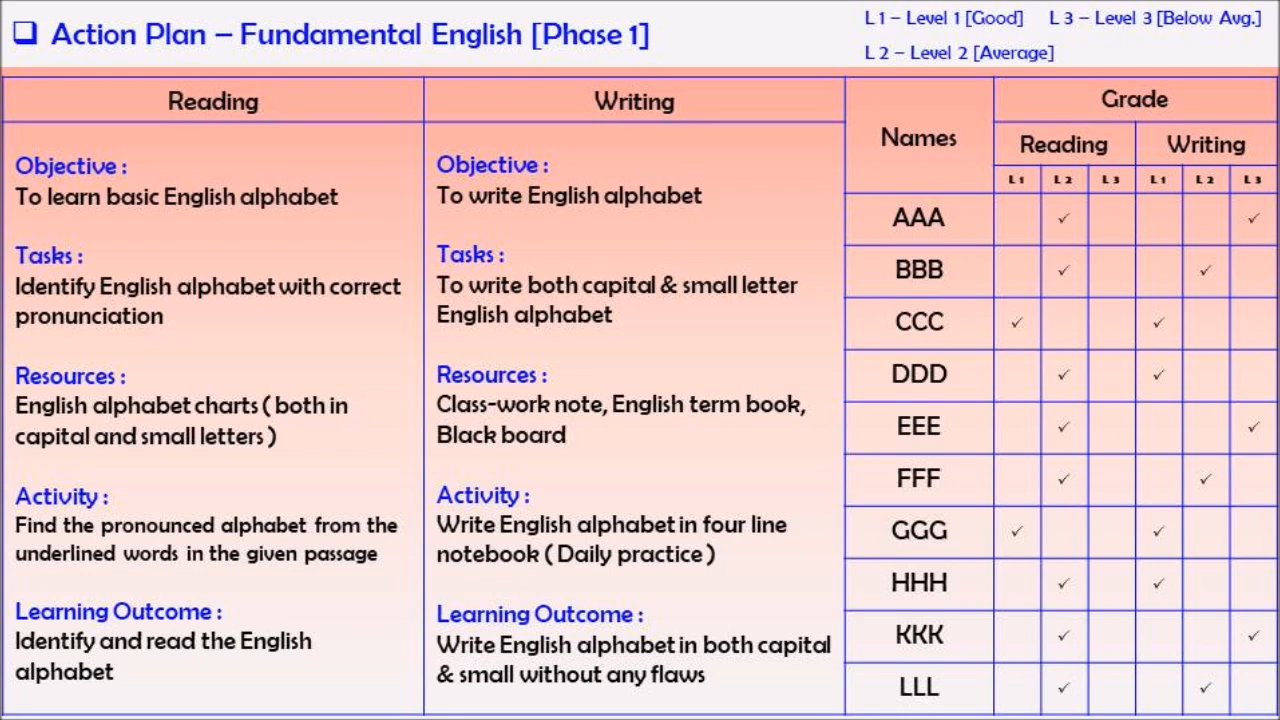 ❑ Action Plan – Fundamental English [Phase 1]
L 1 – Level 1 [Good] L 3 – Level 3 [Below Avg.]
L 2 – Level 2 [Average]
Reading
Objective :
To learn basic English alphabet
Tasks :
Identify English alphabet with correct
pronunciation
Resources :
English alphabet charts ( both in
capital and small letters )
Activity :
Find the pronounced alphabet from the
underlined words in the given passage
Learning Outcome :
Identify and read the English
alphabet
Writing
Objective :
To write English alphabet
Tasks :
To write both capital & small letter
English alphabet
Resources :
Class-work note, English term book,
Black board
Activity :
Write English alphabet in four line
notebook ( Daily practice )
Learning Outcome :
Write English alphabet in both capital
& small without any flaws
Names
Grade
Reading Writing
L 1 L 2 L 3 L 1 L 2 L 3
AAA ✓ ✓
BBB ✓ ✓
CCC ✓ ✓
DDD ✓ ✓
EEE ✓ ✓
FFF ✓ ✓
GGG ✓ ✓
HHH ✓ ✓
KKK ✓ ✓
LLL ✓ ✓